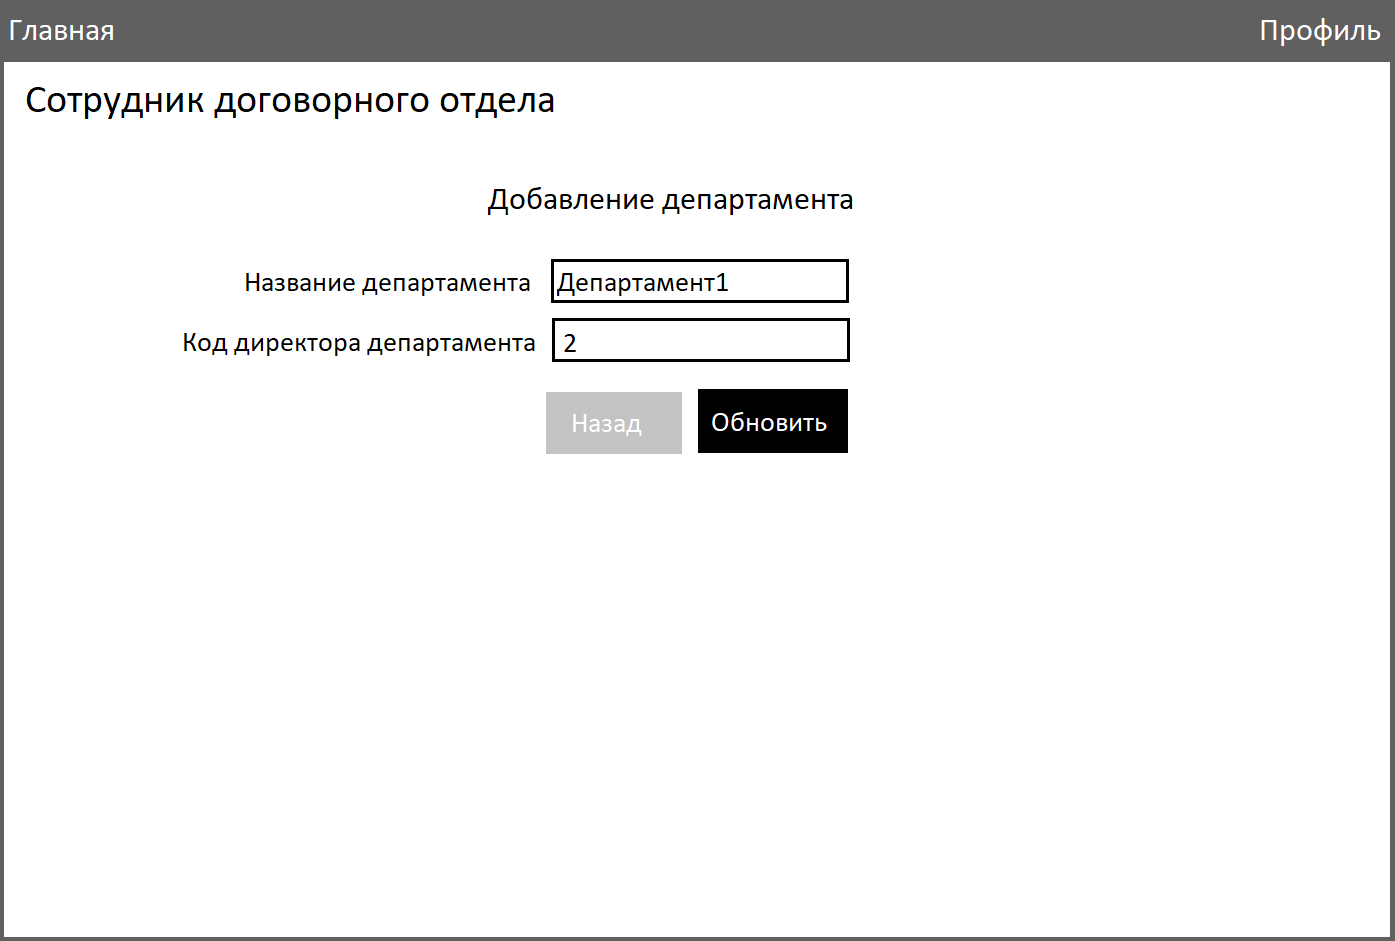 Главная Профиль
Сотрудник договорного отдела
Добавление департамента
Название департамента Департамент1
Код директора департамента 2
Назад Обновить